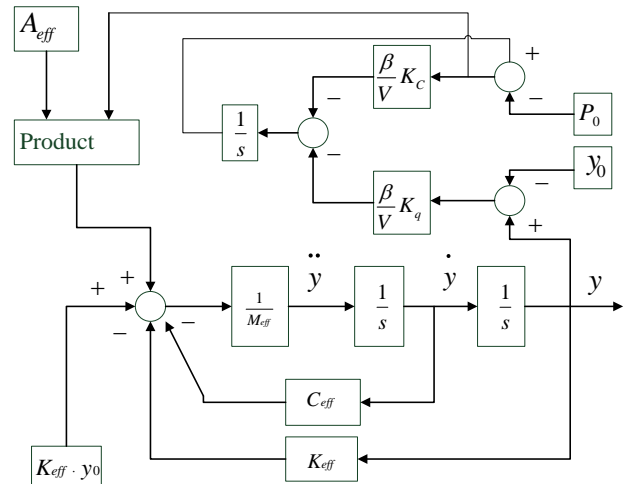 A_eff
+
β/V K_C
−
−
P_0
1/s
−
Product
y_0
−
β/V K_q
+
ÿ
ẏ
y
+
+
−
−
1/M_eff
1/s
1/s
C_eff
K_eff · y_0
K_eff